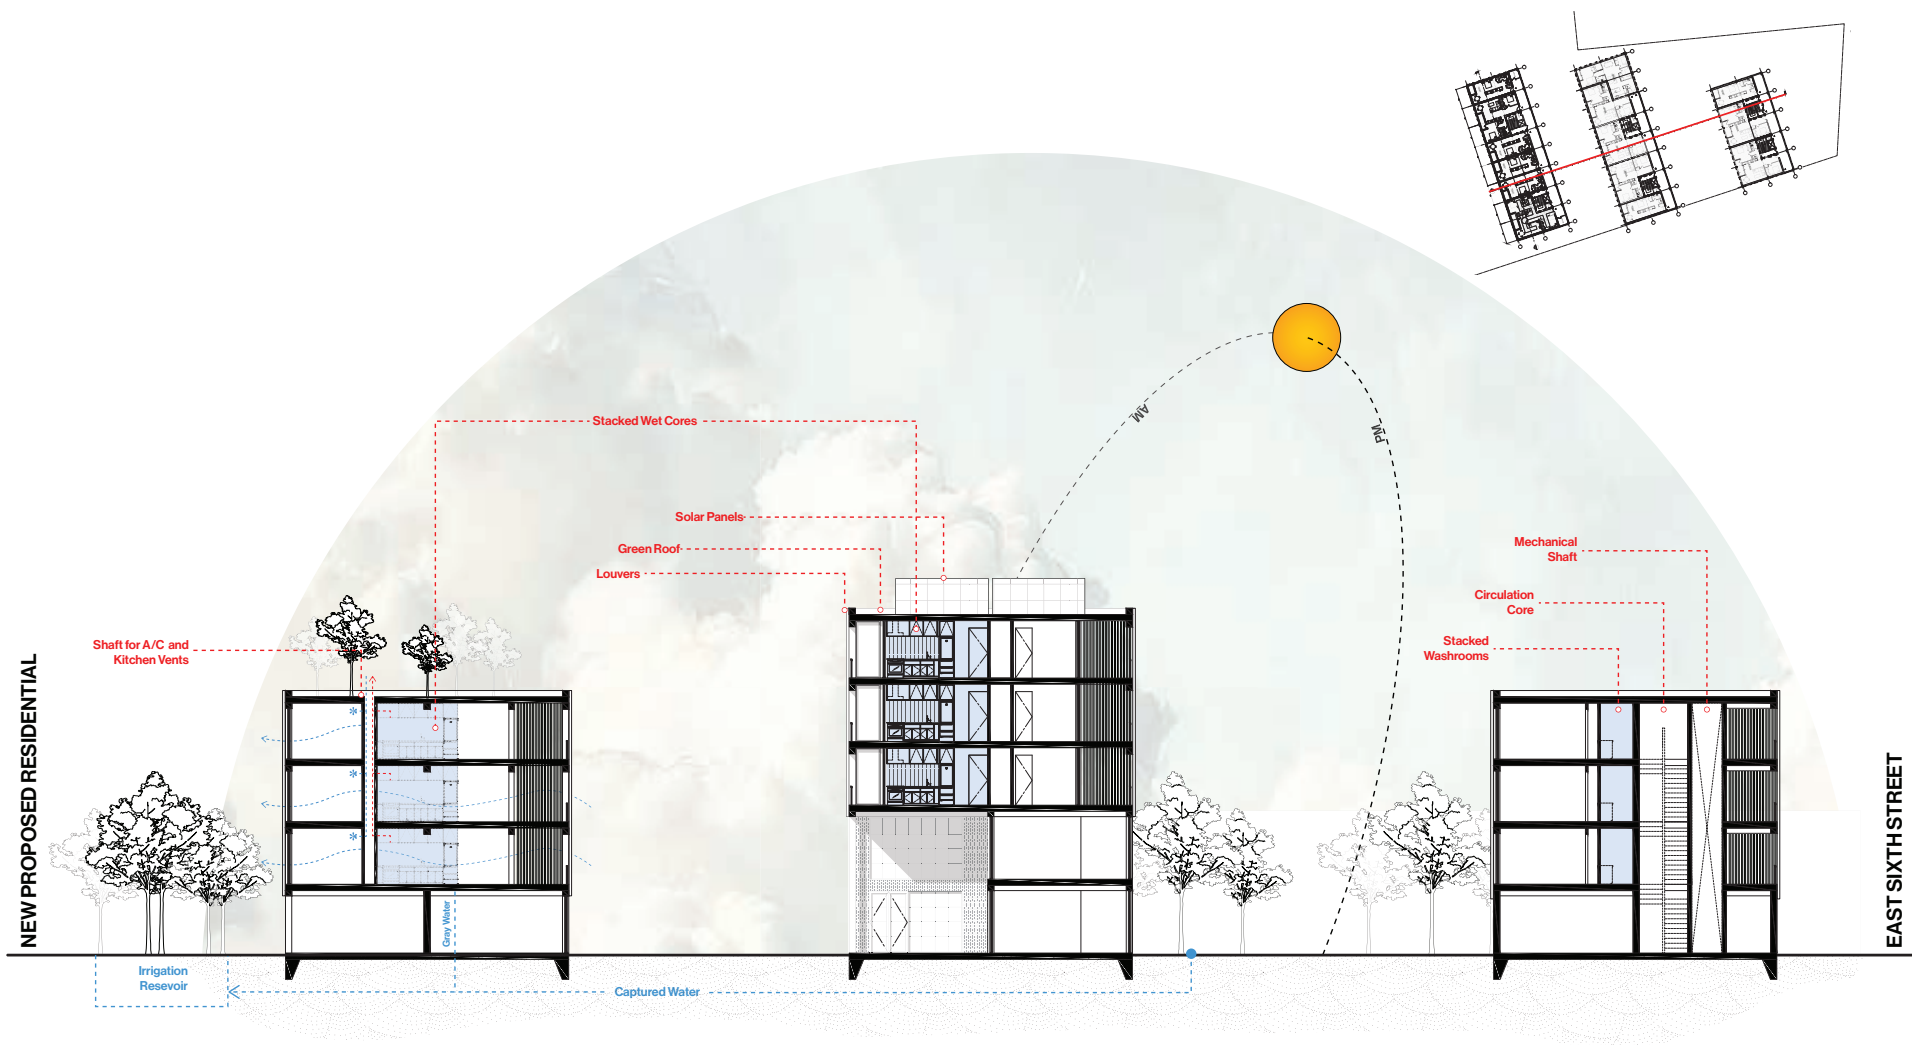 AM
PM
Stacked Wet Cores
Solar Panels
Green Roof
Louvers
Mechanical
Shaft
Circulation
Core
Stacked
Washrooms
Shaft for A/C and
Kitchen Vents
NEW PROPOSED RESIDENTIAL
EAST SIXTH STREET
Gray Water
Irrigation
Resevoir
Captured Water